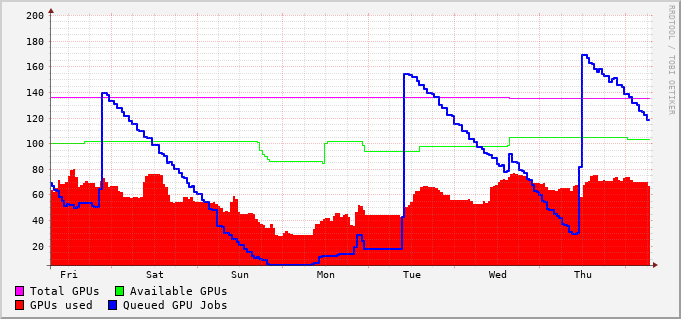 200
180
160
140
120
100
80
60
40
20
Fri Sat Sun Mon Tue Wed Thu
Total GPUs Available GPUs
GPUs used Queued GPU Jobs
RRDTOOL / TOBI OETIKER